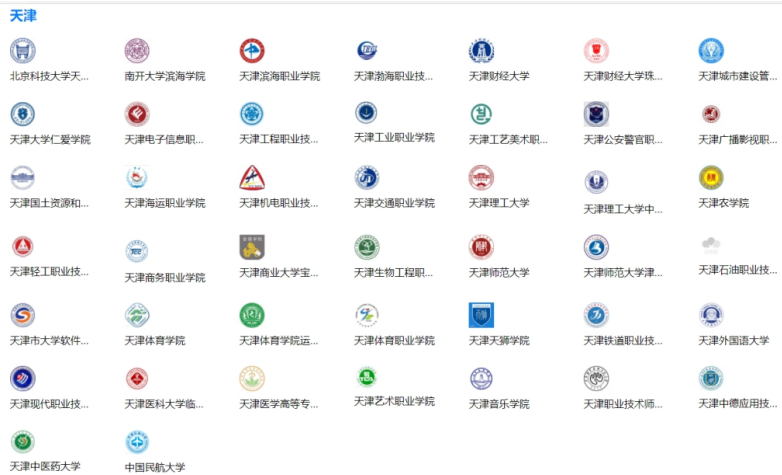 天津
北京科技大学天...
南开大学滨海学院
天津滨海职业学院
天津渤海职业技...
天津财经大学
天津财经大学珠...
天津城市建设管...
天津大学仁爱学院
天津电子信息职...
天津工程职业技...
天津工业职业学院
天津工艺美术职...
天津公安警官职...
天津广播影视职...
天津国土资源和...
天津海运职业学院
天津机电职业技...
天津交通职业学院
天津理工大学
天津理工大学中...
天津农学院
天津轻工职业技...
天津商务职业学院
天津商业大学宝...
天津生物工程职...
天津师范大学
天津师范大学津...
天津石油职业技...
天津市大学软件...
天津体育学院
天津体育学院运...
天津体育职业学院
天津天狮学院
天津铁道职业技...
天津外国语大学
天津现代职业技...
天津医科大学临...
天津医学高等专...
天津艺术职业学院
天津音乐学院
天津职业技术师...
天津中德应用技...
天津中医药大学
中国民航大学